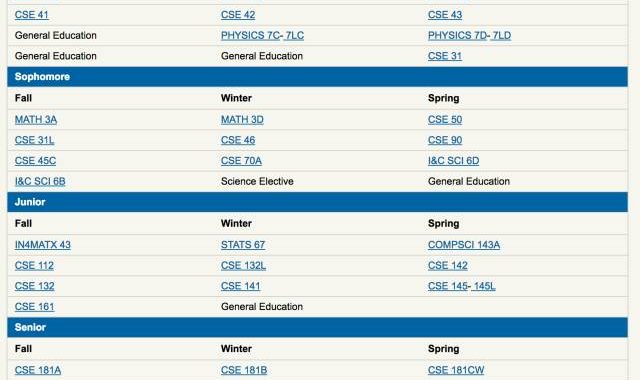 CSE 41 CSE 42 CSE 43
General Education PHYSICS 7C- 7LC PHYSICS 7D- 7LD
General Education General Education CSE 31
Sophomore
Fall Winter Spring
MATH 3A MATH 3D CSE 50
CSE 31L CSE 46 CSE 90
CSE 45C CSE 70A I&C SCI 6D
I&C SCI 6B Science Elective General Education
Junior
Fall Winter Spring
IN4MATX 43 STATS 67 COMPSCI 143A
CSE 112 CSE 132L CSE 142
CSE 132 CSE 141 CSE 145- 145L
CSE 161 General Education
Senior
Fall Winter Spring
CSE 181A CSE 181B CSE 181CW